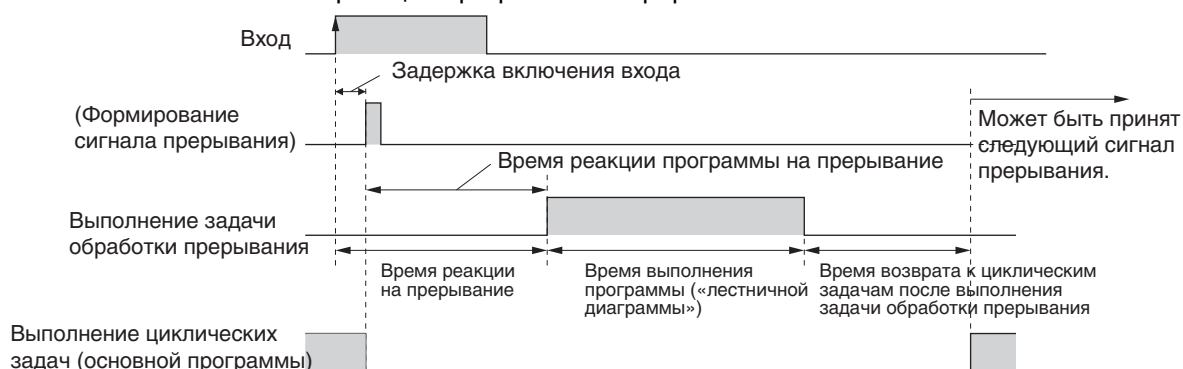 Вход
Задержка включения входа
(Формирование
сигнала прерывания)
Может быть принят
следующий сигнал
прерывания.
Время реакции программы на прерывание
Выполнение задачи
обработки прерывания
Время реакции
на прерывание
Время выполнения
программы («лестничной
диаграммы»)
Время возврата к циклическим
задачам после выполнения
задачи обработки прерывания
Выполнение циклических
задач (основной программы)